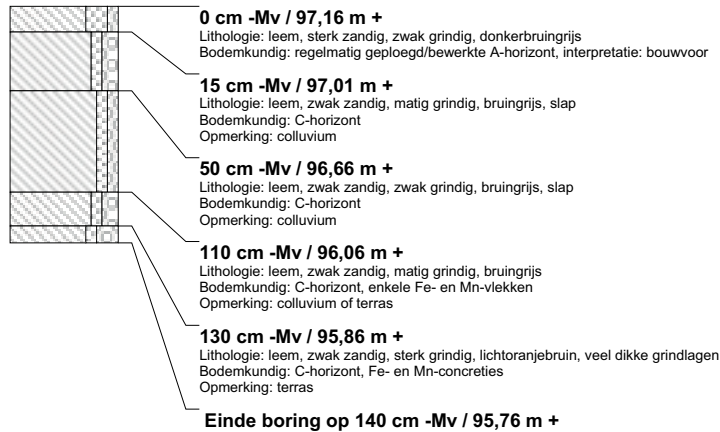 0 cm -Mv / 97,16 m +
Lithologie: leem, sterk zandig, zwak grindig, donkerbruingrijs
Bodemkundig: regelmatig geploegd/bewerkte A-horizont, interpretatie: bouwvoor
15 cm -Mv / 97,01 m +
Lithologie: leem, zwak zandig, matig grindig, bruingrijs, slap
Bodemkundig: C-horizont
Opmerking: colluvium
50 cm -Mv / 96,66 m +
Lithologie: leem, zwak zandig, zwak grindig, bruingrijs, slap
Bodemkundig: C-horizont
Opmerking: colluvium
110 cm -Mv / 96,06 m +
Lithologie: leem, zwak zandig, matig grindig, bruingrijs
Bodemkundig: C-horizont, enkele Fe- en Mn-vlekken
Opmerking: colluvium of terras
130 cm -Mv / 95,86 m +
Lithologie: leem, zwak zandig, sterk grindig, lichtoranjebruin, veel dikke grindlagen
Bodemkundig: C-horizont, Fe- en Mn-concreties
Opmerking: terras
Einde boring op 140 cm -Mv / 95,76 m +